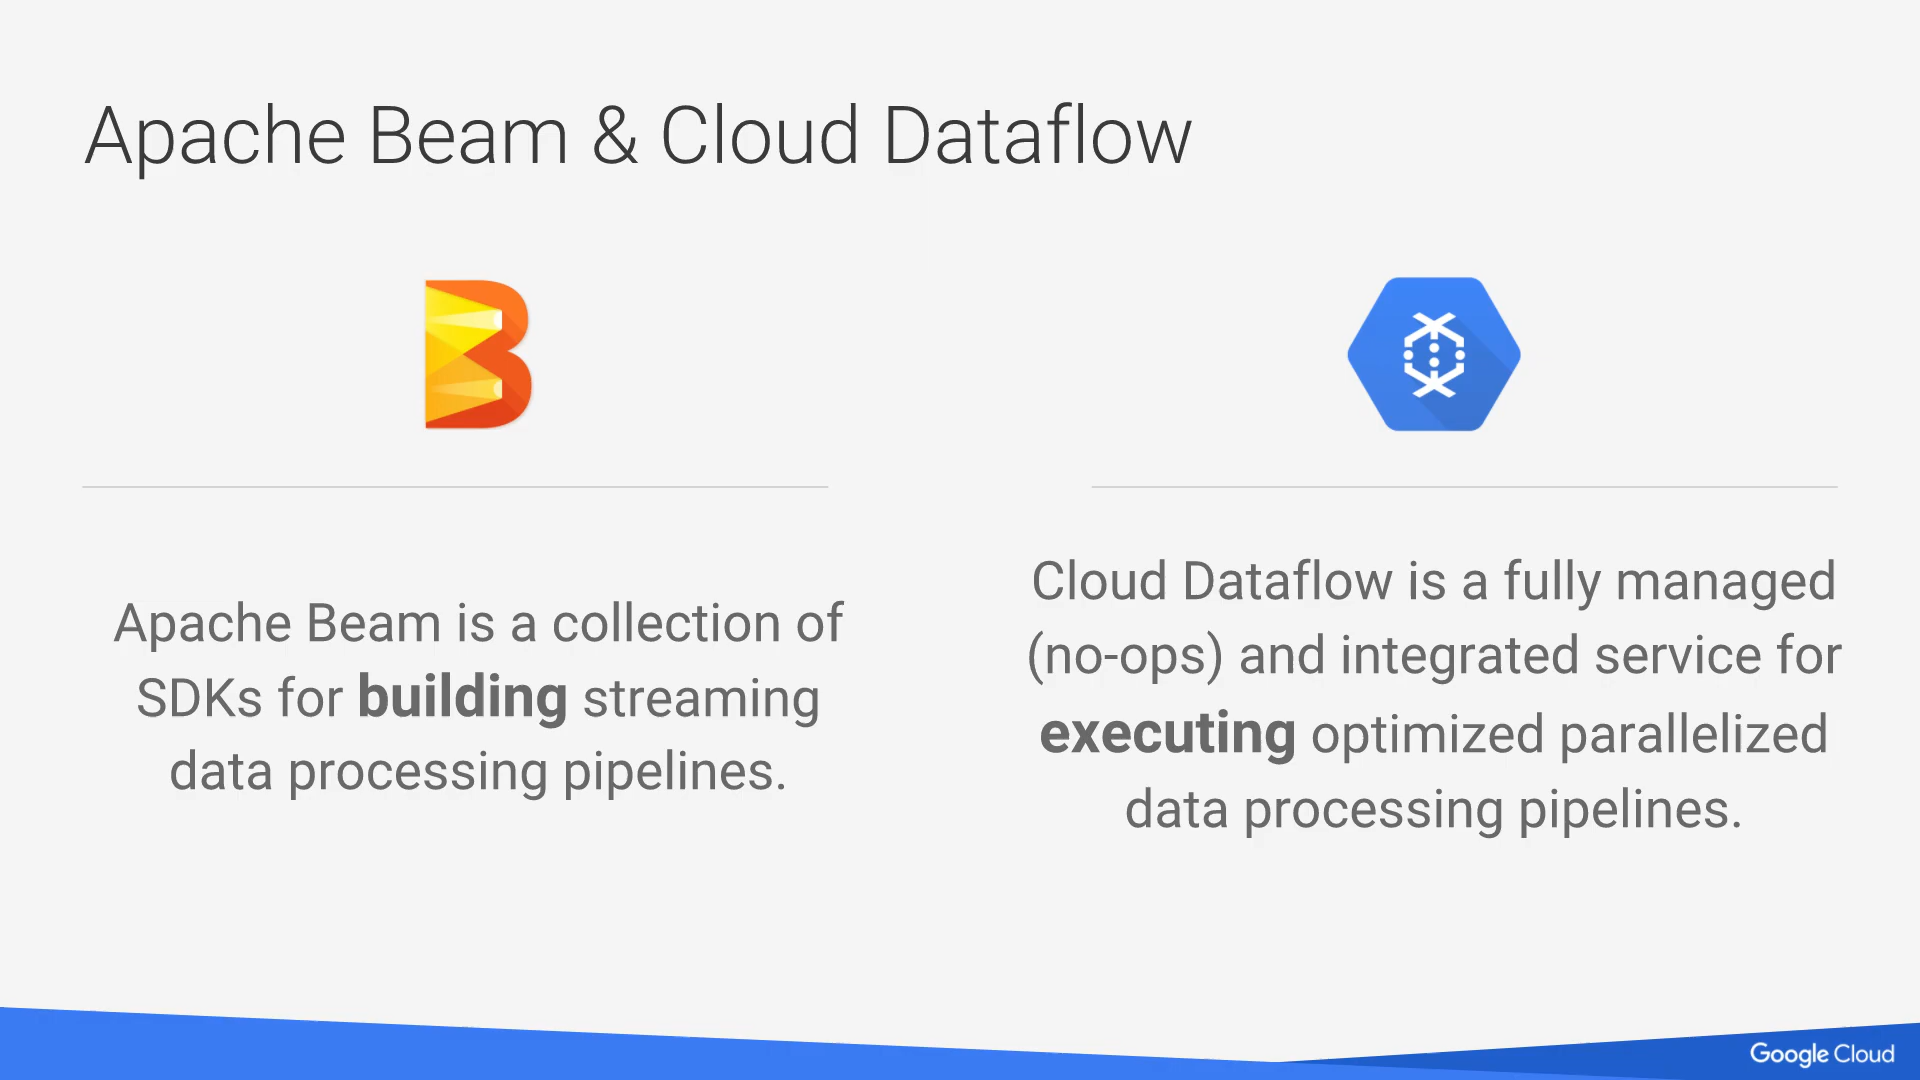 Apache Beam & Cloud Dataflow
Apache Beam is a collection of
SDKs for building streaming
data processing pipelines.
Cloud Dataflow is a fully managed
(no-ops) and integrated service for
executing optimized parallelized
data processing pipelines.
Google Cloud